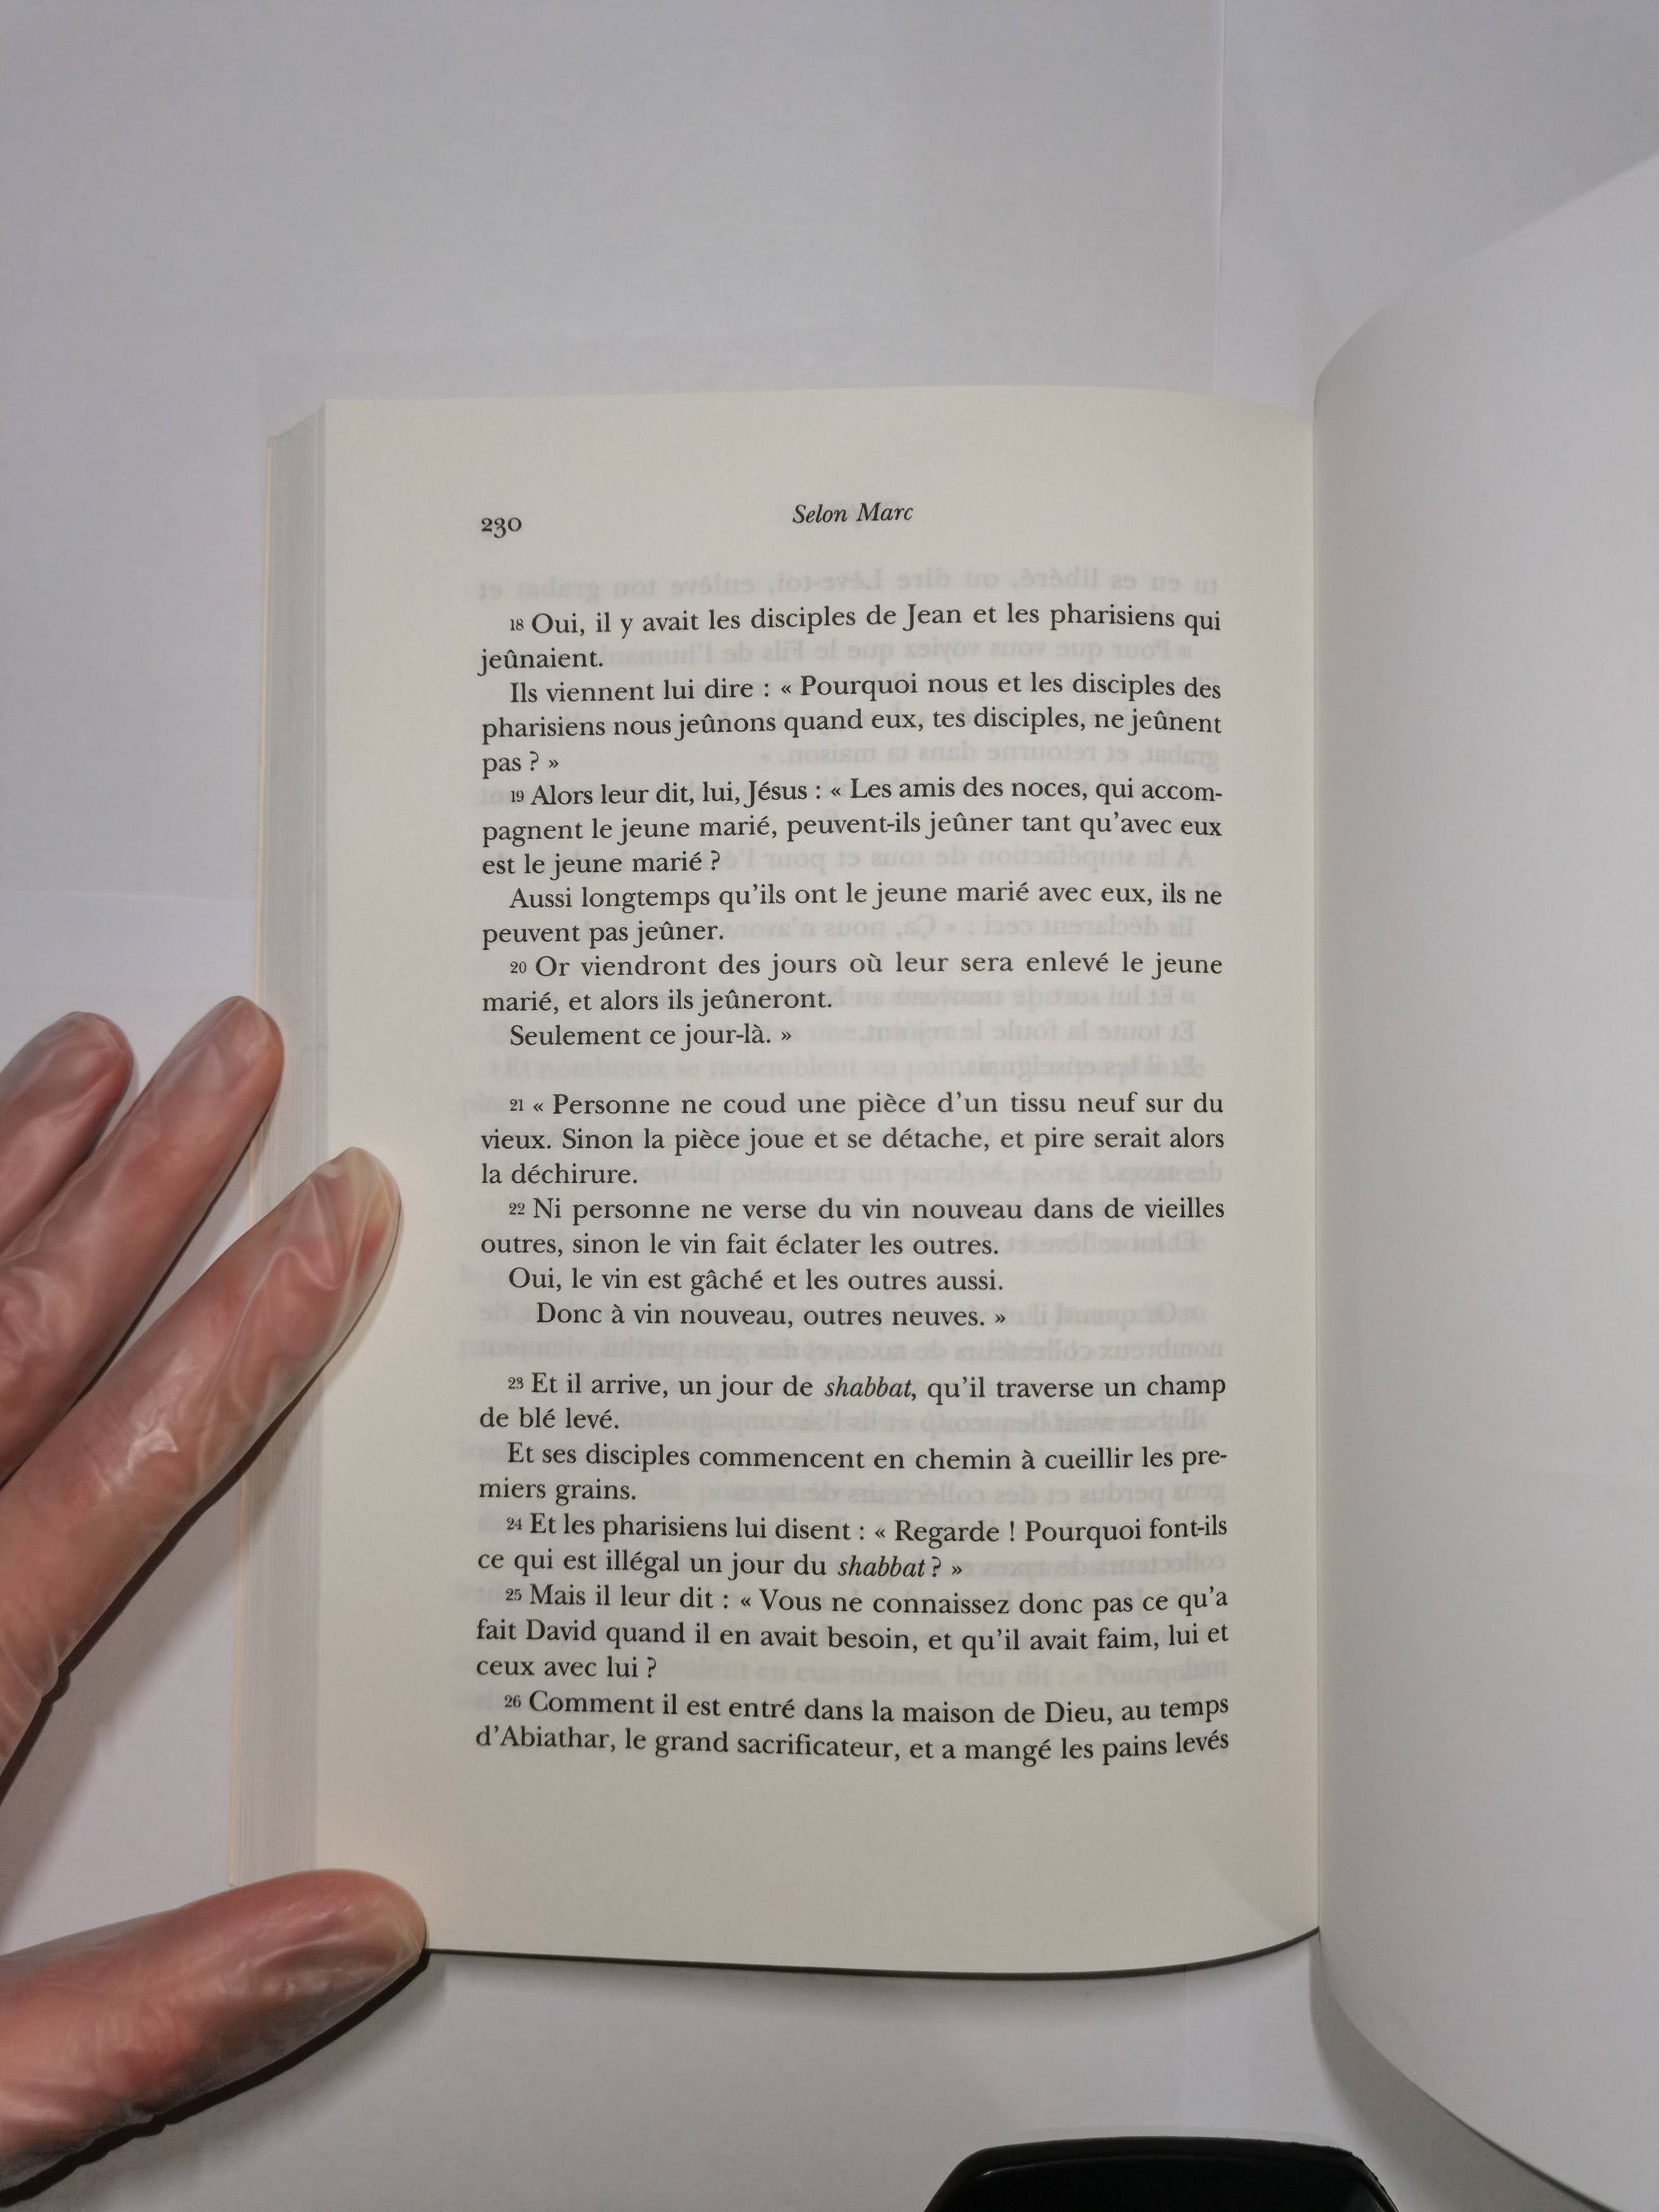 230
Selon Marc
18 Oui, il y avait les disciples de Jean et les pharisiens qui
jeûnaient.
Ils viennent lui dire : « Pourquoi nous et les disciples des
pharisiens nous jeûnons quand eux, tes disciples, ne jeûnent
pas ? »
19 Alors leur dit, lui, Jésus : « Les amis des noces, qui accom-
pagnent le jeune marié, peuvent-ils jeûner tant qu'avec eux
est le jeune marié ?
Aussi longtemps qu'ils ont le jeune marié avec eux, ils ne
peuvent pas jeûner.
20 Or viendront des jours où leur sera enlevé le jeune
marié, et alors ils jeûneront.
Seulement ce jour-là. »
21 « Personne ne coud une pièce d'un tissu neuf sur du
vieux. Sinon la pièce joue et se détache, et pire serait alors
la déchirure.
22 Ni personne ne verse du vin nouveau dans de vieilles
outres, sinon le vin fait éclater les outres.
Oui, le vin est gâché et les outres aussi.
Donc à vin nouveau, outres neuves. »
23 Et il arrive, un jour de shabbat, qu'il traverse un champ
de blé levé.
Et ses disciples commencent en chemin à cueillir les pre-
miers grains.
24 Et les pharisiens lui disent : « Regarde ! Pourquoi font-ils
ce qui est illégal un jour du shabbat ? »
25 Mais il leur dit : « Vous ne connaissez donc pas ce qu'a
fait David quand il en avait besoin, et qu'il avait faim, lui et
ceux avec lui ?
26 Comment il est entré dans la maison de Dieu, au temps
d'Abiathar, le grand sacrificateur, et a mangé les pains levés